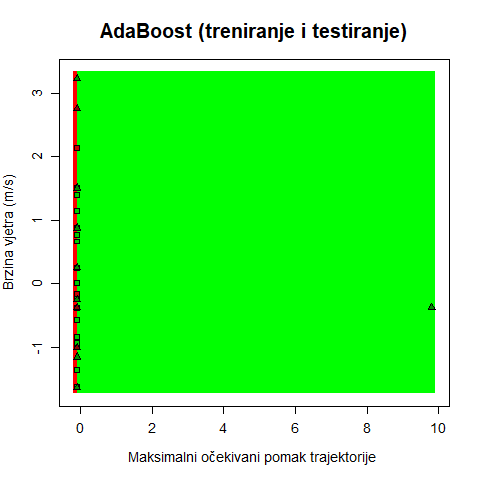 AdaBoost (treniranje i testiranje)
Brzina vjetra (m/s)
3
2
1
0
-1
0 2 4 6 8 10
Maksimalni očekivani pomak trajektorije